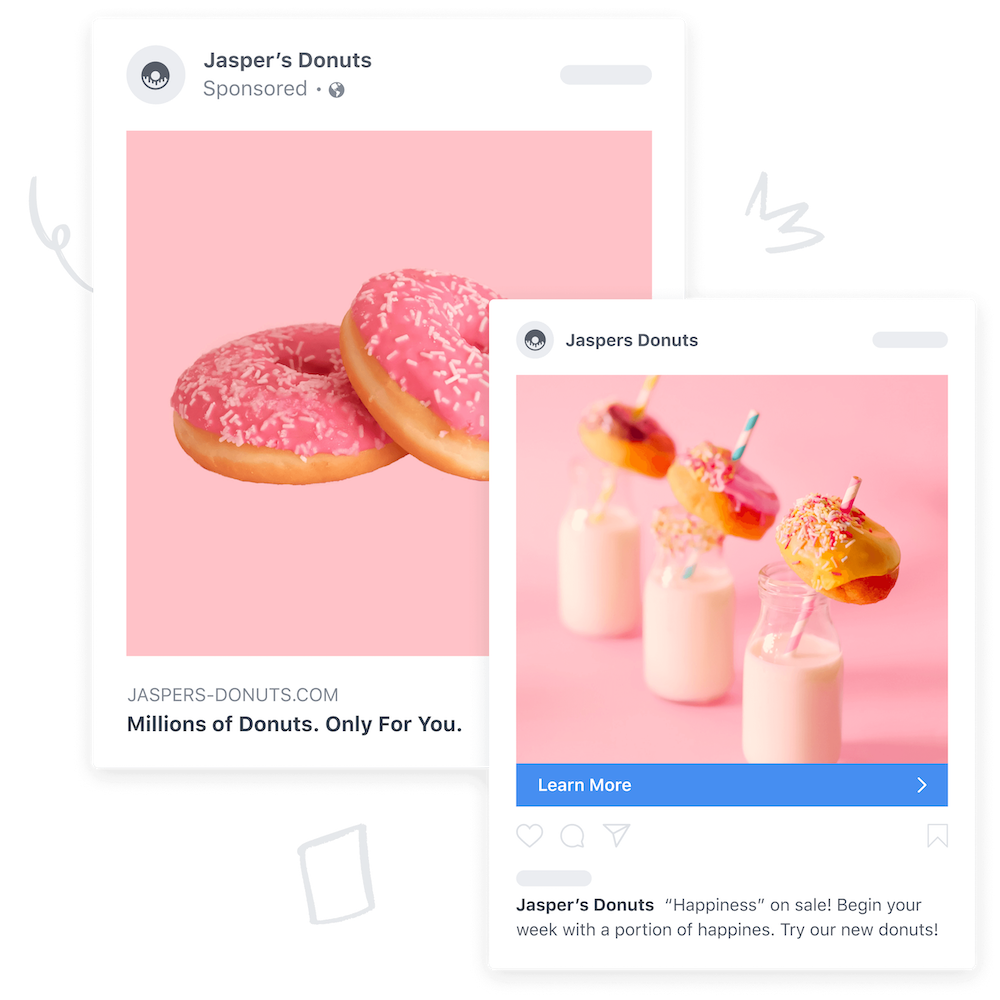 Jasper's Donuts
Sponsored ·
JASPERS-DONUTS.COM
Millions of Donuts. Only For You.
Jaspers Donuts
Learn More
Jasper's Donuts “Happiness” on sale! Begin your
week with a portion of happines. Try our new donuts!